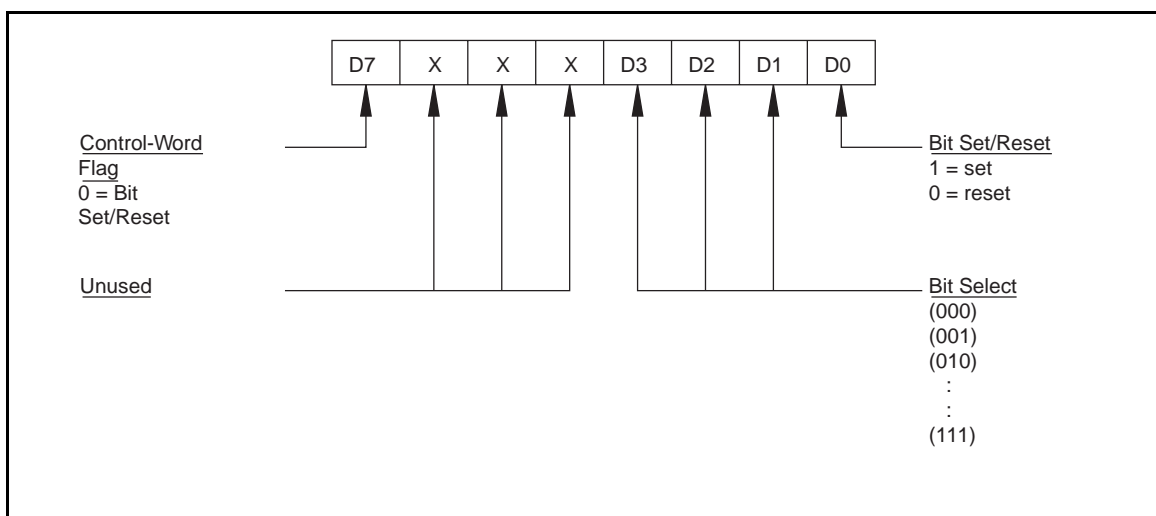 D7 X X X D3 D2 D1 D0
Control-Word
Flag
0 = Bit
Set/Reset
Bit Set/Reset
1 = set
0 = reset
Unused
Bit Select
(000)
(001)
(010)
:
:
(111)